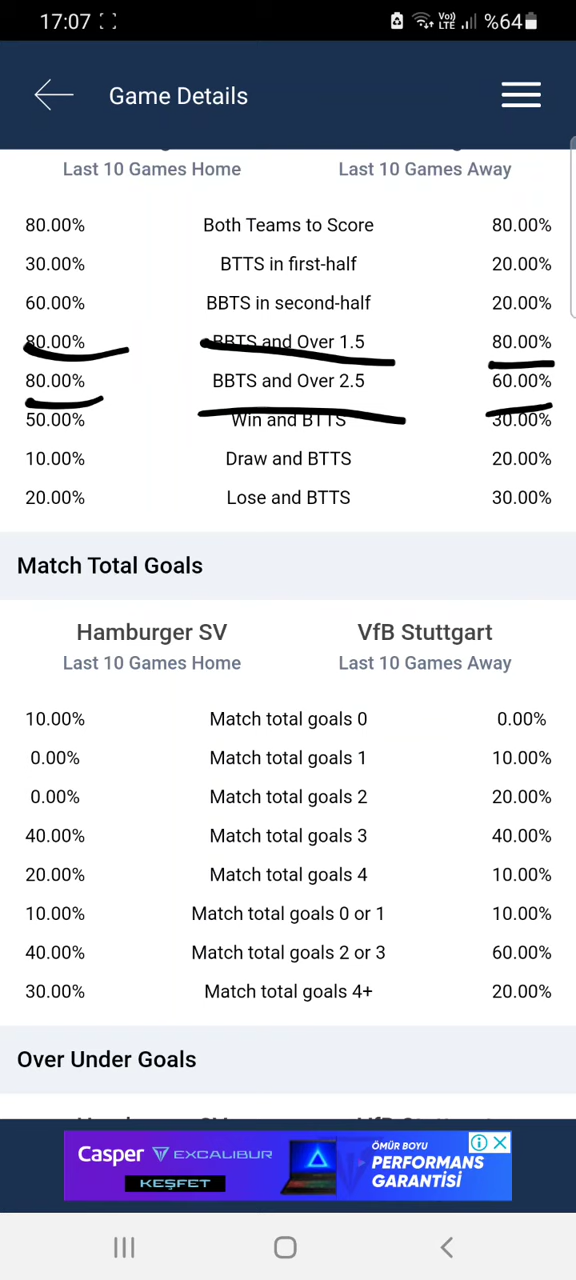 17:07 Vo)) LTE %64
Game Details
Last 10 Games Home Last 10 Games Away
80.00% Both Teams to Score 80.00%
30.00% BTTS in first-half 20.00%
60.00% BBTS in second-half 20.00%
80.00% BBTS and Over 1.5 80.00%
80.00% BBTS and Over 2.5 60.00%
50.00% Win and BTTS 30.00%
10.00% Draw and BTTS 20.00%
20.00% Lose and BTTS 30.00%
Match Total Goals
Hamburger SV VfB Stuttgart
Last 10 Games Home Last 10 Games Away
10.00% Match total goals 0 0.00%
0.00% Match total goals 1 10.00%
0.00% Match total goals 2 20.00%
40.00% Match total goals 3 40.00%
20.00% Match total goals 4 10.00%
10.00% Match total goals 0 or 1 10.00%
40.00% Match total goals 2 or 3 60.00%
30.00% Match total goals 4+ 20.00%
Over Under Goals
Casper EXCALIBUR
KEŞFET
ÖMÜR BOYU
PERFORMANS
GARANTİSİ